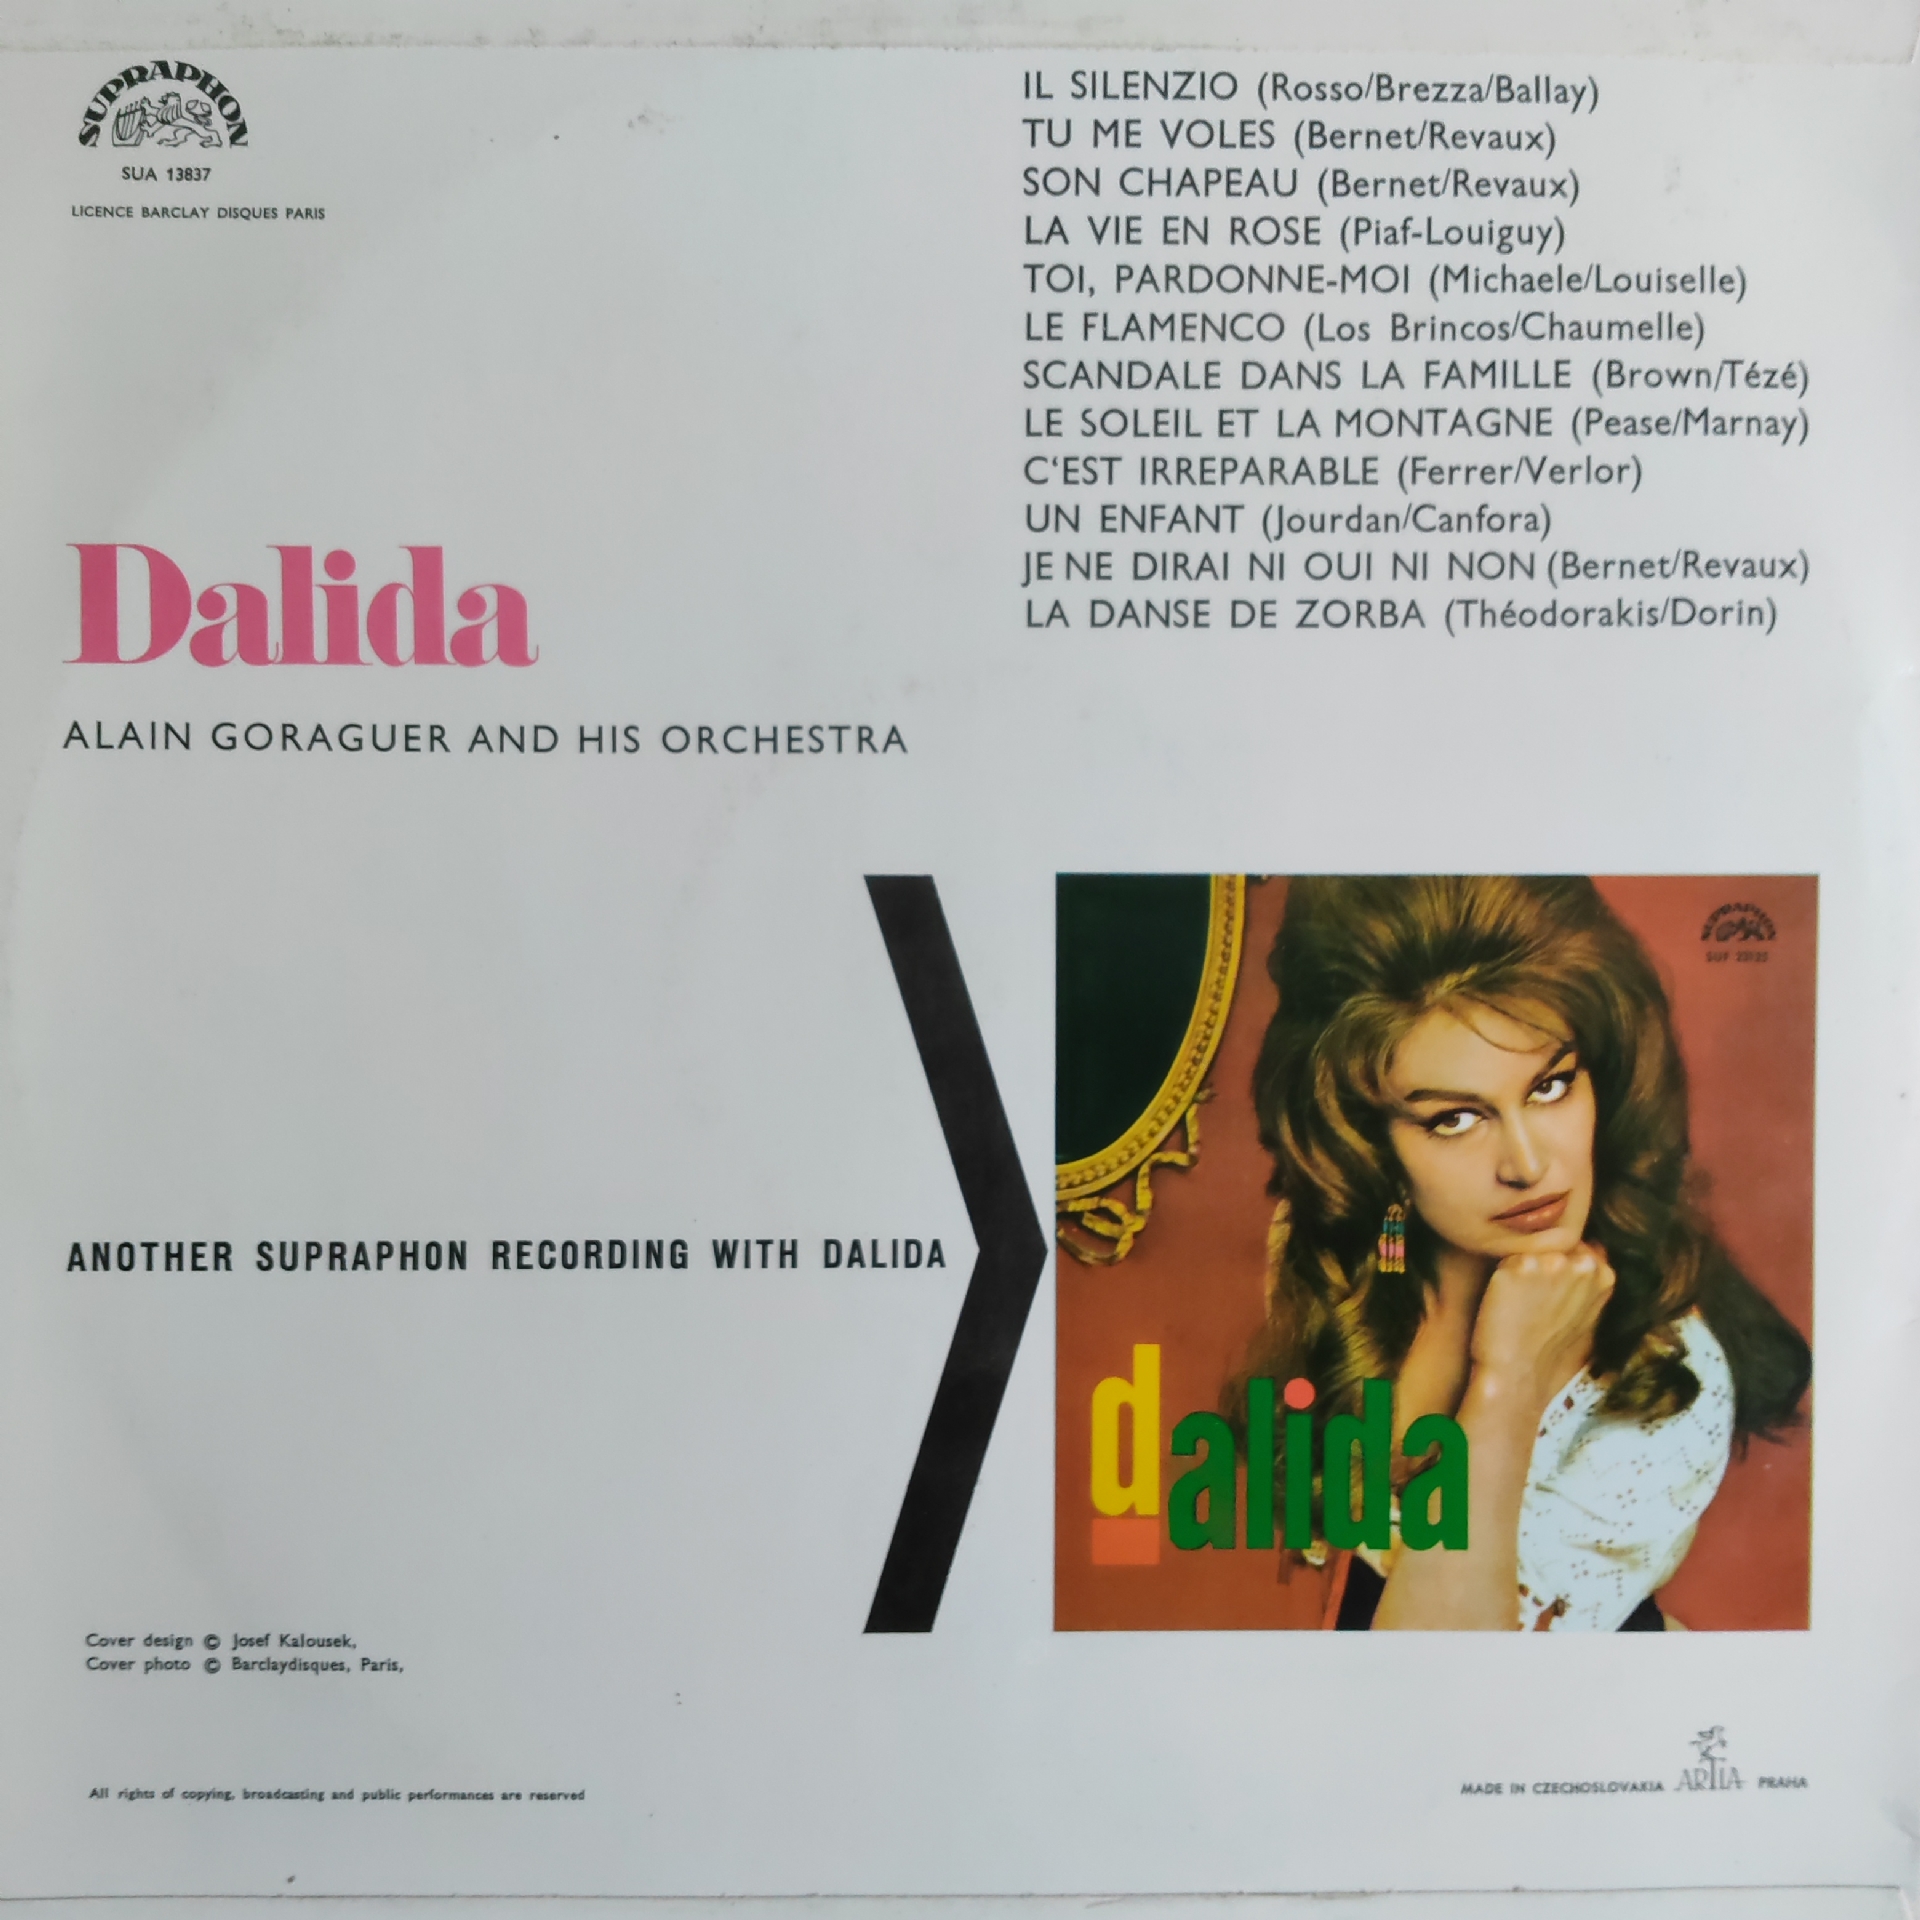 SUPRAPHON
SUA 13837
LICENCE BARCLAY DISQUES PARIS
IL SILENZIO (Rosso/Brezza/Ballay)
TU ME VOLES (Bernet/Revaux)
SON CHAPEAU (Bernet/Revaux)
LA VIE EN ROSE (Piaf-Louiguy)
TOI, PARDONNE-MOI (Michaele/Louiselle)
LE FLAMENCO (Los Brincos/Chaumelle)
SCANDALE DANS LA FAMILLE (Brown/Tézé)
LE SOLEIL ET LA MONTAGNE (Pease/Marnay)
C‘EST IRREPARABLE (Ferrer/Verlor)
UN ENFANT (Jourdan/Canfora)
JE NE DIRAI NI OUI NI NON (Bernet/Revaux)
LA DANSE DE ZORBA (Théodorakis/Dorin)
Dalida
ALAIN GORAGUER AND HIS ORCHESTRA
ANOTHER SUPRAPHON RECORDING WITH DALIDA
SUPRAPHON
SUF
dalida
Cover design © Josef Kalousek,
Cover photo © Barclaydisques, Paris,
All rights of copying, broadcasting and public performances are reserved
MADE IN CZECHOSLOVAKIA ARTIA PRAHA